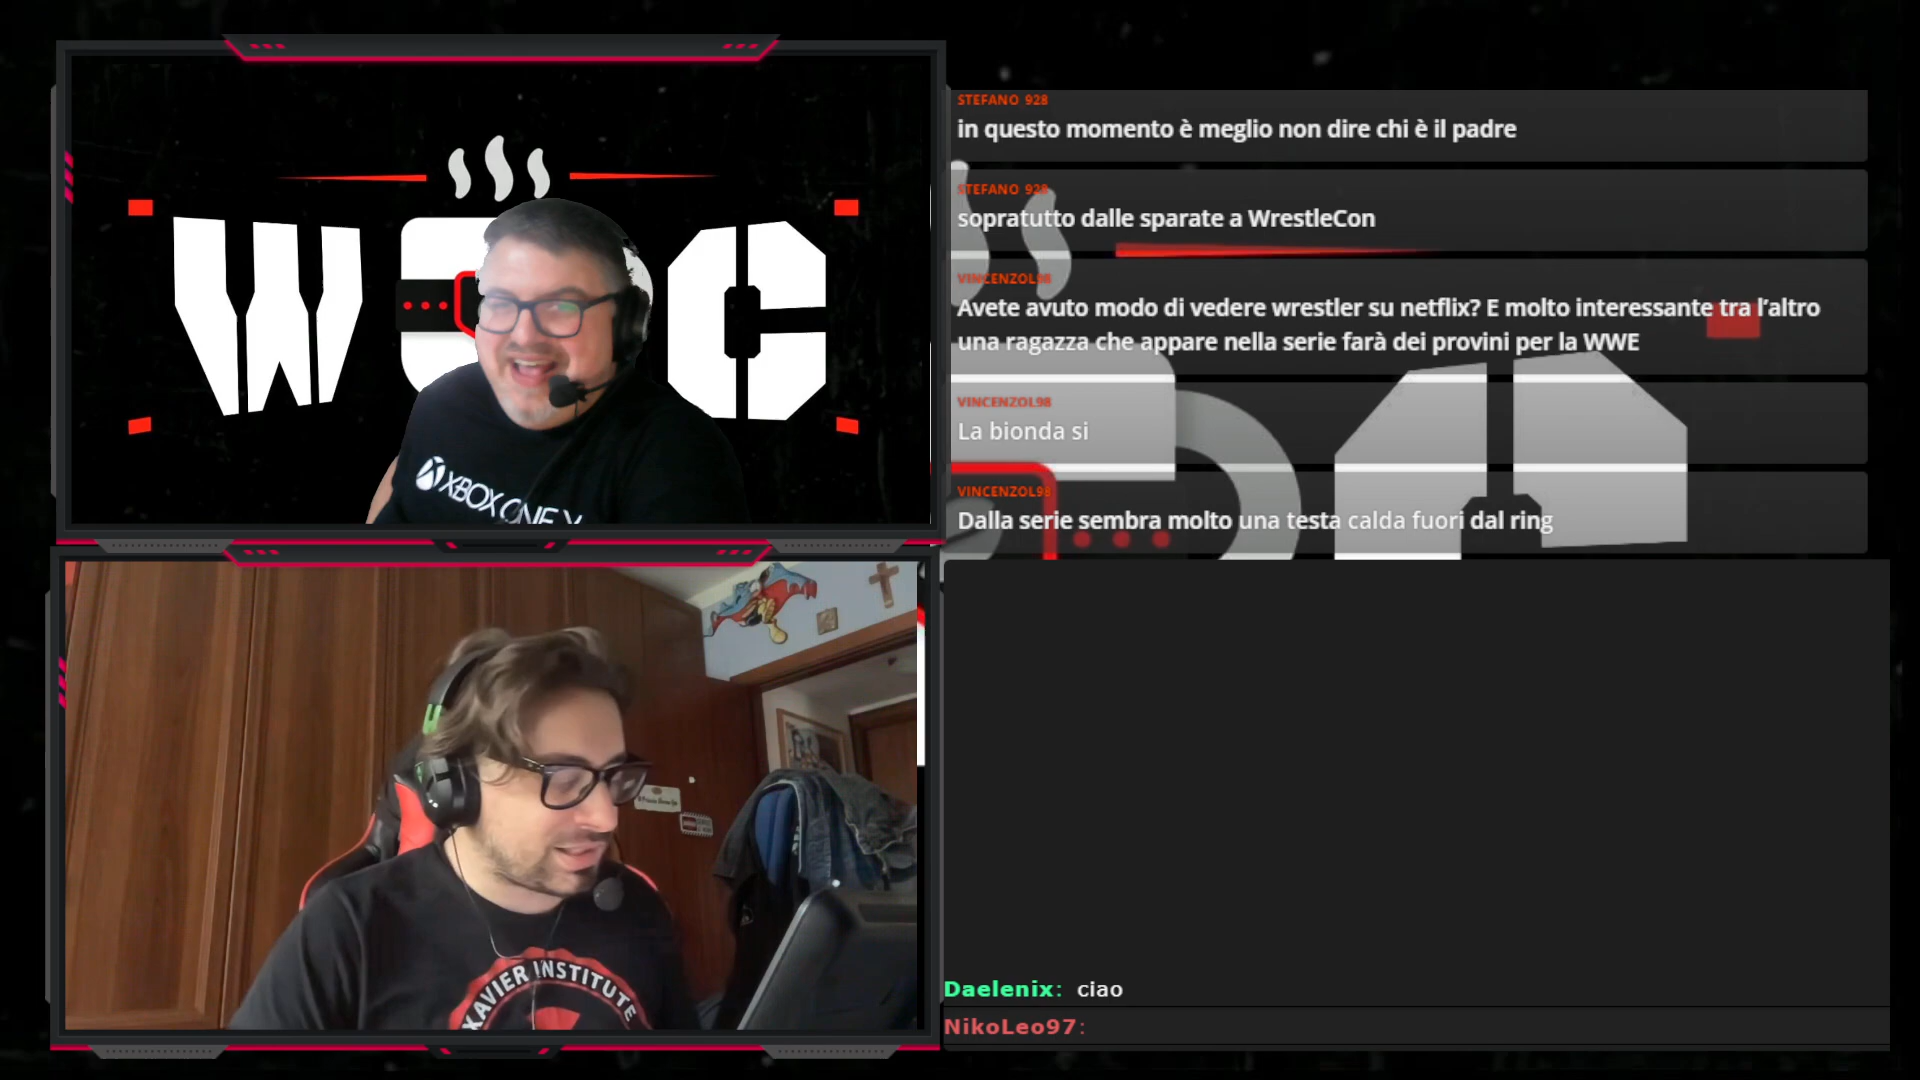 W C
XBOX ONE X
STEFANO 928
in questo momento è meglio non dire chi è il padre
STEFANO 928
sopratutto dalle sparate a WrestleCon
VINCENZOL98
Avete avuto modo di vedere wrestler su netflix? E molto interessante tra l'altro
una ragazza che appare nella serie farà dei provini per la WWE
VINCENZOL98
La bionda si
VINCENZOL98
Dalla serie sembra molto una testa calda fuori dal ring
XAVIER INSTITUTE
Daelenix: ciao
NikoLeo97: